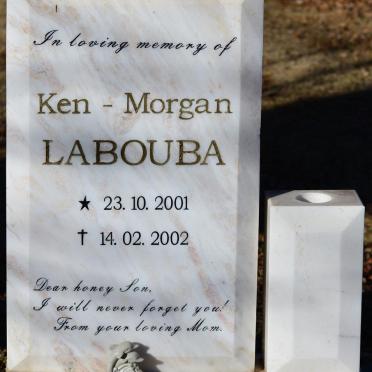 In loving memory of
Ken - Morgan
LABOUBA
★ 23. 10. 2001
† 14. 02. 2002
Dear honey Son,
I will never forget you!
From your loving Mom.